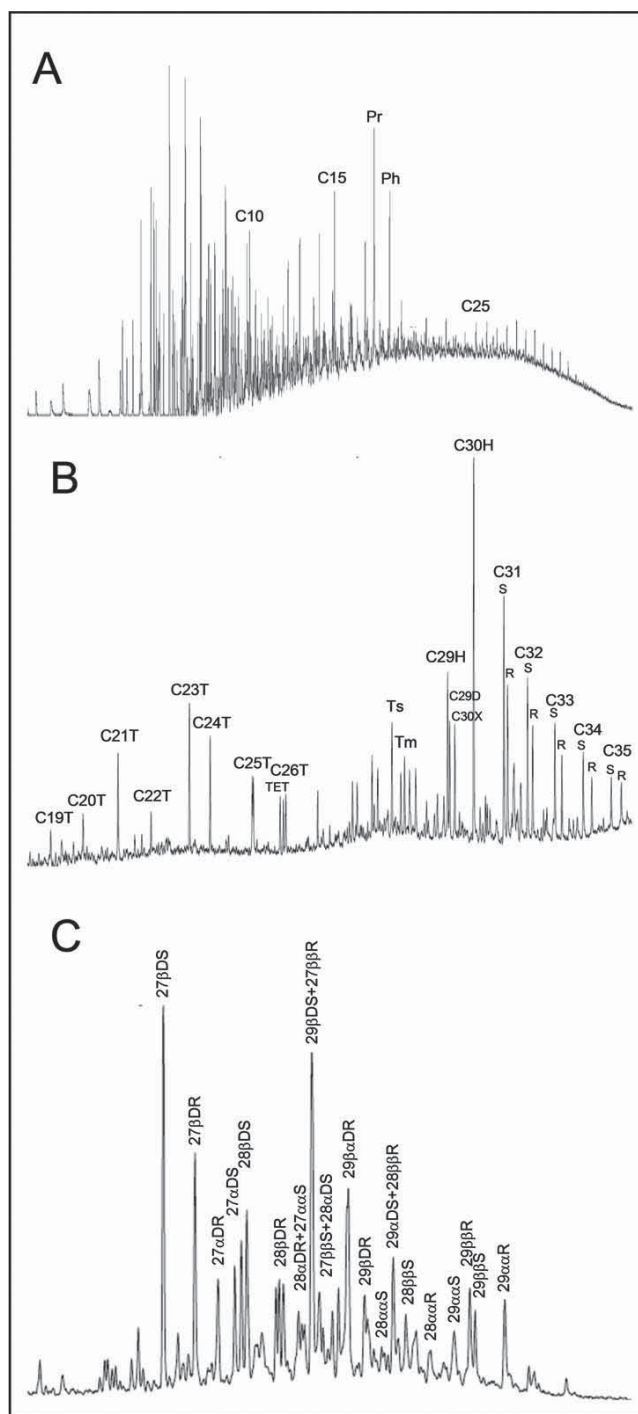 A
Pr
C15
Ph
C10
C25
B
C30H
C31
S
C29H
C32
R
S
C29D
C23T
C30X
C33
Ts
S
C24T
R
C34
C21T
Tm
R
S
C35
C25T
C26T
R
S
R
TET
C20T
C22T
C19T
C
27βDS
29βDS+27ββR
27βDR
27αDS
28βDS
29βαDR
27αDR
28βDR
28αDR+27ααS
27ββS+28αDS
29βDR
28ααS
29αDS+28ββR
28ββS
28ααR
29ααS
29ββR
29ββS
29ααR